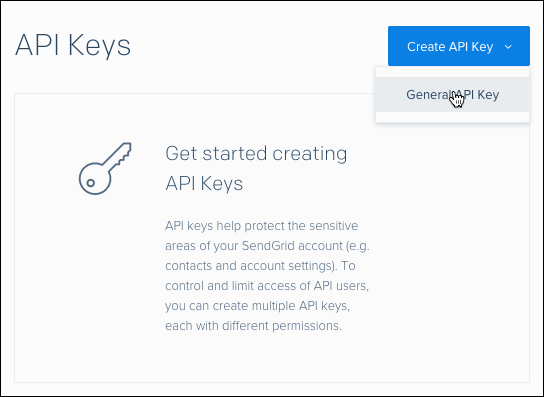 API Keys
Create API Key
General API Key
Get started creating
API Keys
API keys help protect the sensitive
areas of your SendGrid account (e.g.
contacts and account settings). To
control and limit access of API users,
you can create multiple API keys,
each with different permissions.